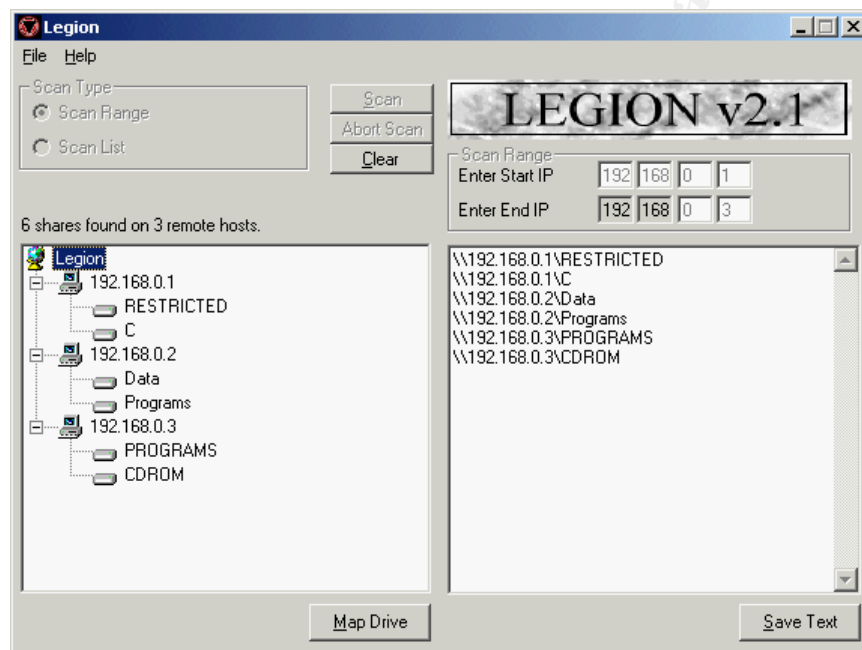 Legion
File Help
Scan Type
Scan Range
Scan List
Scan
Abort Scan
Clear
LEGION v2.1
Scan Range
Enter Start IP 192 168 0 1
Enter End IP 192 168 0 3
6 shares found on 3 remote hosts.
Legion
192.168.0.1
RESTRICTED
C
192.168.0.2
Data
Programs
192.168.0.3
PROGRAMS
CDROM
\\192.168.0.1\RESTRICTED
\\192.168.0.1\C
\\192.168.0.2\Data
\\192.168.0.2\Programs
\\192.168.0.3\PROGRAMS
\\192.168.0.3\CDROM
Map Drive
Save Text